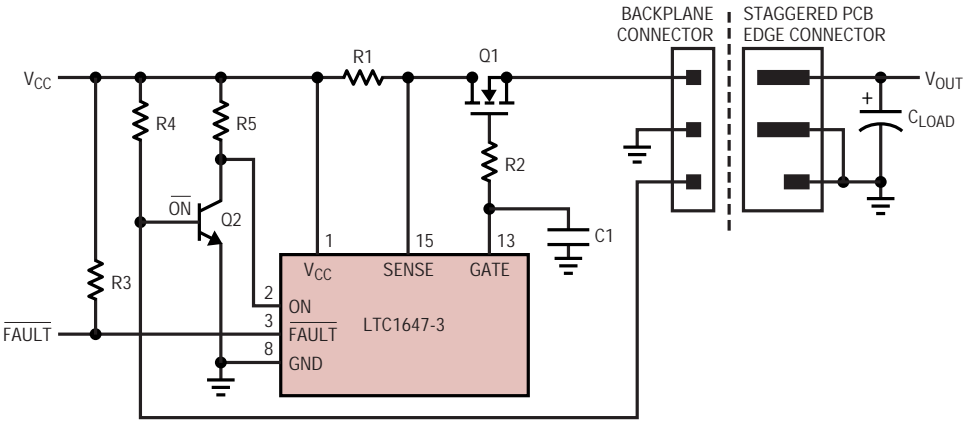 BACKPLANE
CONNECTOR
STAGGERED PCB
EDGE CONNECTOR
R1
Q1
VCC
VOUT
R4
R5
+
CLOAD
R2
ON
Q2
C1
R3
1
15
13
VCC
SENSE
GATE
2
ON
LTC1647-3
3
FAULT
FAULT
8
GND